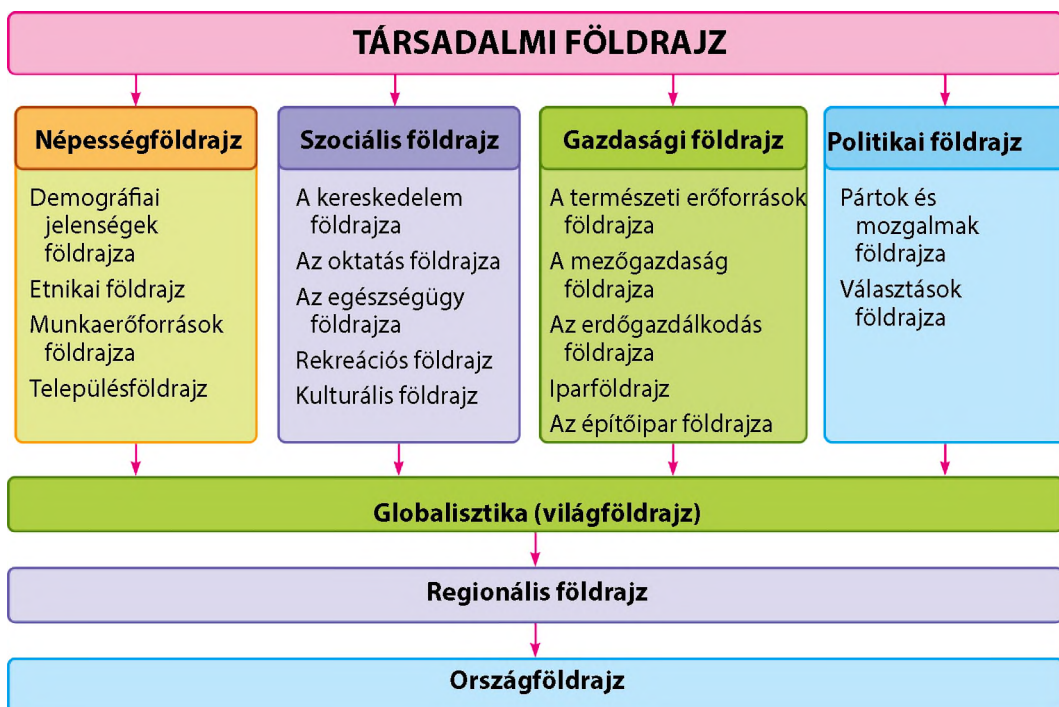 TÁRSADALMI FÖLDRAJZ
Népességföldrajz
Demográfiai
jelenségek
földrajza
Etnikai földrajz
Munkaerőforrások
földrajza
Településföldrajz
Szociális földrajz
A kereskedelem
földrajza
Az oktatás földrajza
Az egészségügy
földrajza
Rekreációs földrajz
Kulturális földrajz
Gazdasági földrajz
A természeti erőforrások
földrajza
A mezőgazdaság
földrajza
Az erdőgazdálkodás
földrajza
Iparföldrajz
Az építőipar földrajza
Politikai földrajz
Pártok és
mozgalmak
földrajza
Választások
földrajza
Globalisztika (világföldrajz)
Regionális földrajz
Országföldrajz